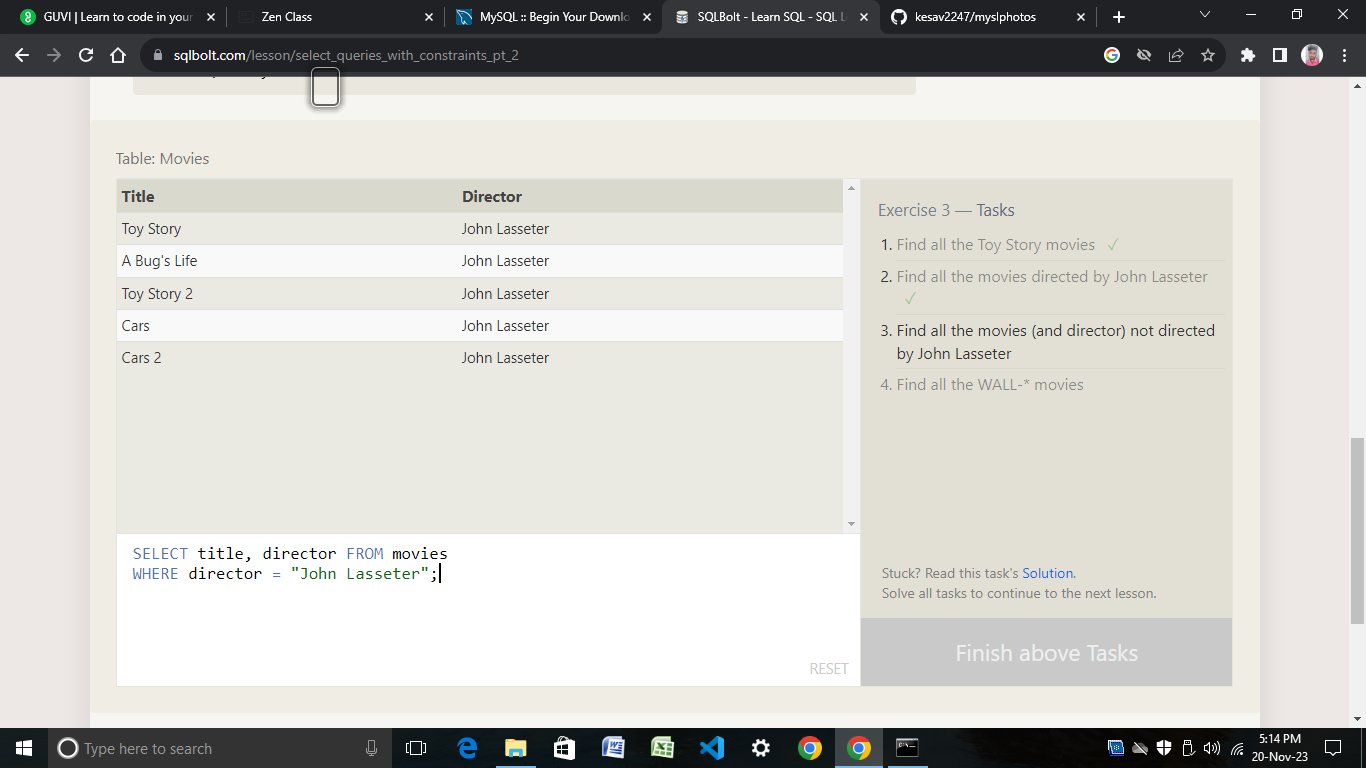 GUVI | Learn to code in your
Zen Class
MySQL :: Begin Your Downlo
SQLBolt - Learn SQL - SQL L
kesav2247/myslphotos
sqlbolt.com/lesson/select_queries_with_constraints_pt_2
Table: Movies
Title Director
Toy Story John Lasseter
A Bug's Life John Lasseter
Toy Story 2 John Lasseter
Cars John Lasseter
Cars 2 John Lasseter
Exercise 3 — Tasks
1. Find all the Toy Story movies ✓
2. Find all the movies directed by John Lasseter
✓
3. Find all the movies (and director) not directed
by John Lasseter
4. Find all the WALL-* movies
SELECT title, director FROM movies
WHERE director = "John Lasseter";
RESET
Stuck? Read this task's Solution.
Solve all tasks to continue to the next lesson.
Finish above Tasks
Type here to search
5:14 PM
20-Nov-23